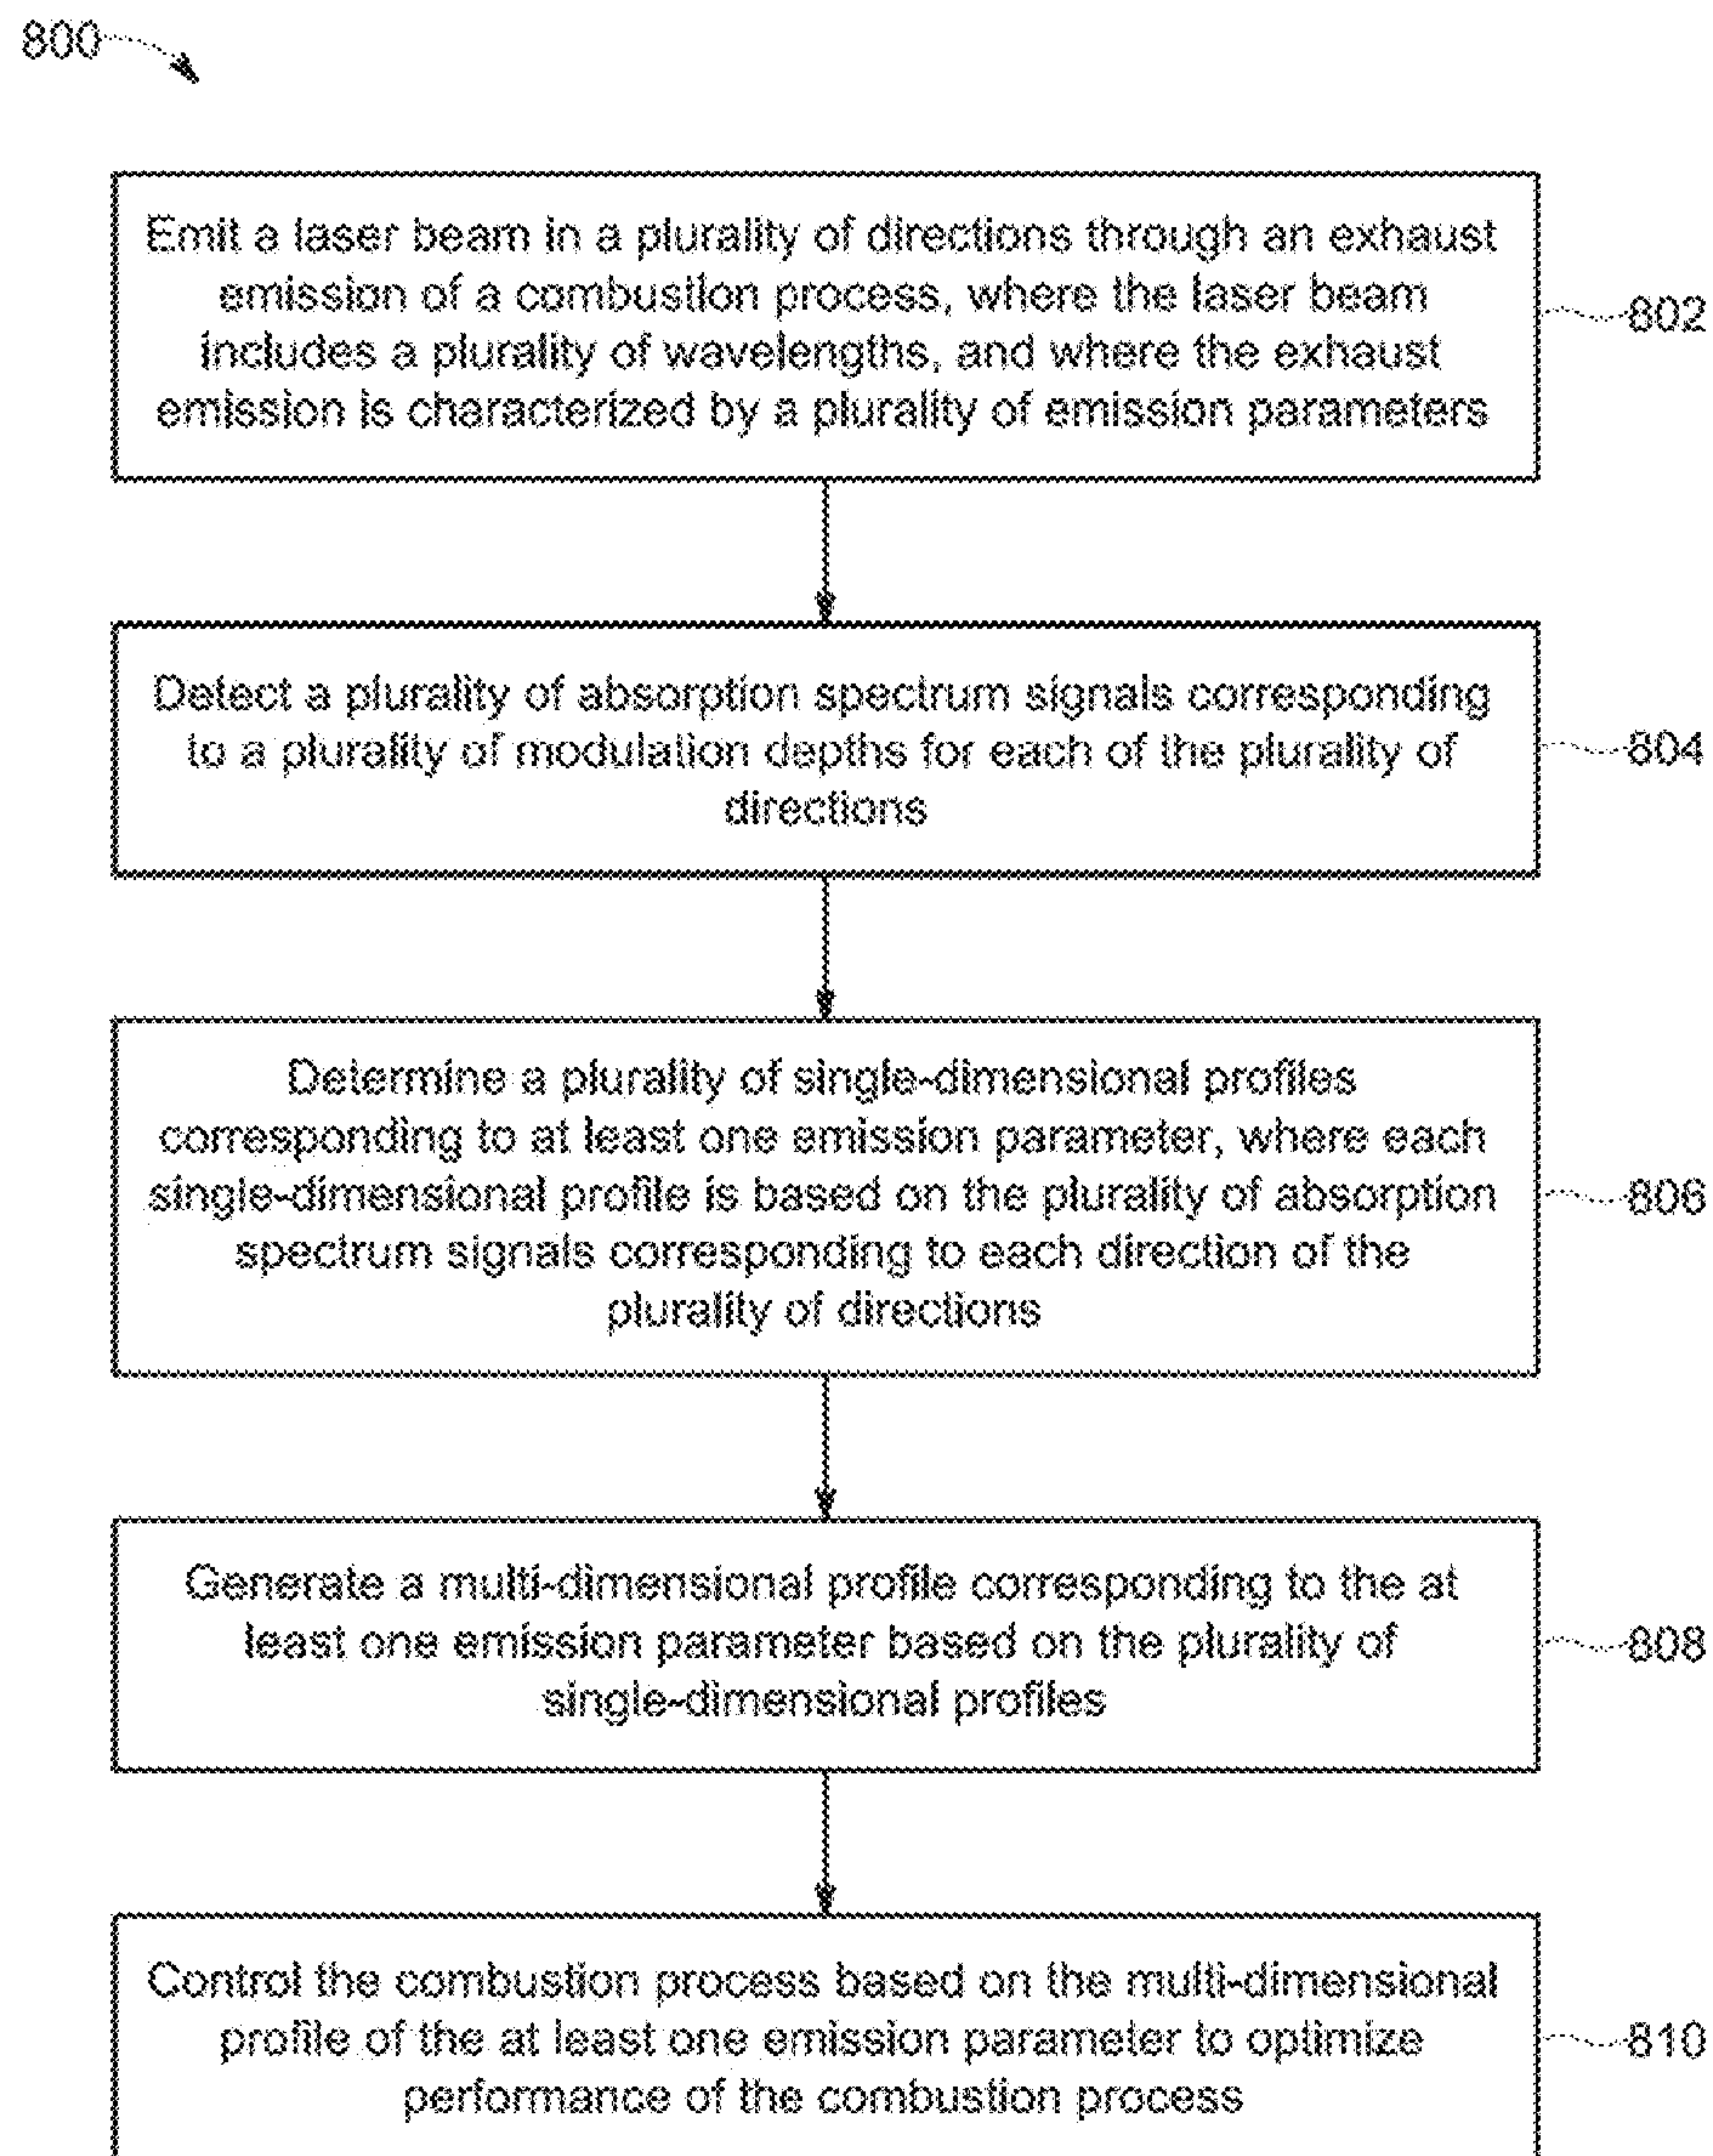 800
Emit a laser beam in a plurality of directions through an exhaust
emission of a combustion process, where the laser beam
includes a plurality of wavelengths, and where the exhaust
emission is characterized by a plurality of emission parameters
802
Detect a plurality of absorption spectrum signals corresponding
to a plurality of modulation depths for each of the plurality of
directions
804
Determine a plurality of single-dimensional profiles
corresponding to at least one emission parameter, where each
single-dimensional profile is based on the plurality of absorption
spectrum signals corresponding to each direction of the
plurality of directions
806
Generate a multi-dimensional profile corresponding to the at
least one emission parameter based on the plurality of
single-dimensional profiles
808
Control the combustion process based on the multi-dimensional
profile of the at least one emission parameter to optimize
performance of the combustion process
810